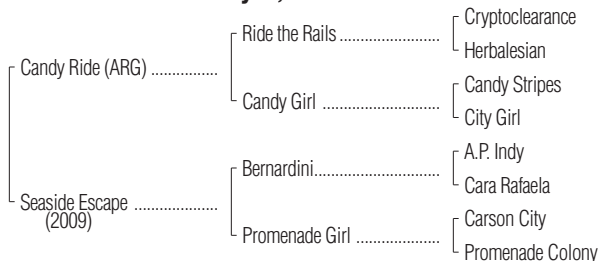 Cryptoclearance
Ride the Rails
Herbalesian
Candy Ride (ARG)
Candy Stripes
Candy Girl
City Girl
A.P. Indy
Bernardini
Cara Rafaela
Seaside Escape
(2009)
Carson City
Promenade Girl
Promenade Colony